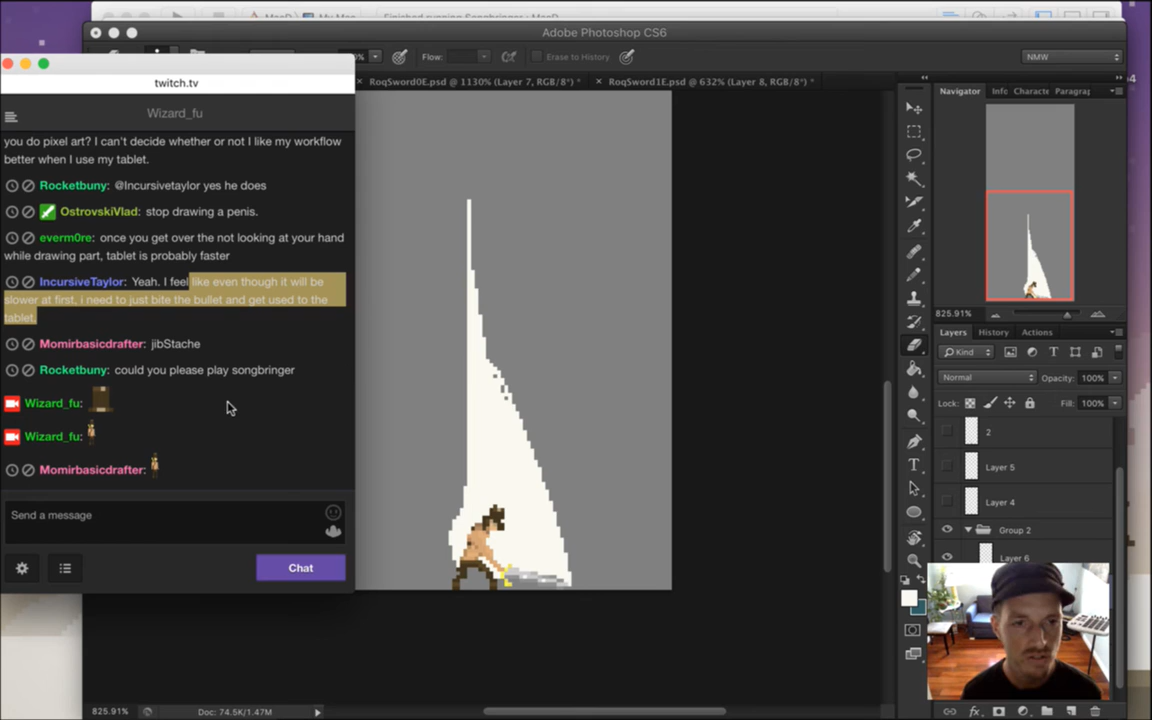 Finished running Songbringer : MacD
Adobe Photoshop CS6
Flow:
Erase to History
NMW
twitch.tv
RoqSword0E.psd @ 1130% (Layer 7, RGB/8*) *
RoqSword1E.psd @ 632% (Layer 8, RGB/8*) *
Navigator
Info
Characte
Paragra
Wizard_fu
you do pixel art? I can't decide whether or not I like my workflow
better when I use my tablet.
Rocketbuny: @Incursivetaylor yes he does
OstrovskiVlad: stop drawing a penis.
everm0re: once you get over the not looking at your hand
while drawing part, tablet is probably faster
IncursiveTaylor: Yeah. I feel like even though it will be
slower at first, i need to just bite the bullet and get used to the
tablet.
Momirbasicdrafter: jibStache
Rocketbuny: could you please play songbringer
Wizard_fu:
Wizard_fu:
Momirbasicdrafter:
Send a message
Chat
825.91%
Layers
History
Actions
Kind
Normal
Opacity: 100%
Lock:
Fill: 100%
2
Layer 5
Layer 4
Group 2
Layer 6
825.91%
Doc: 74.5K/1.47M